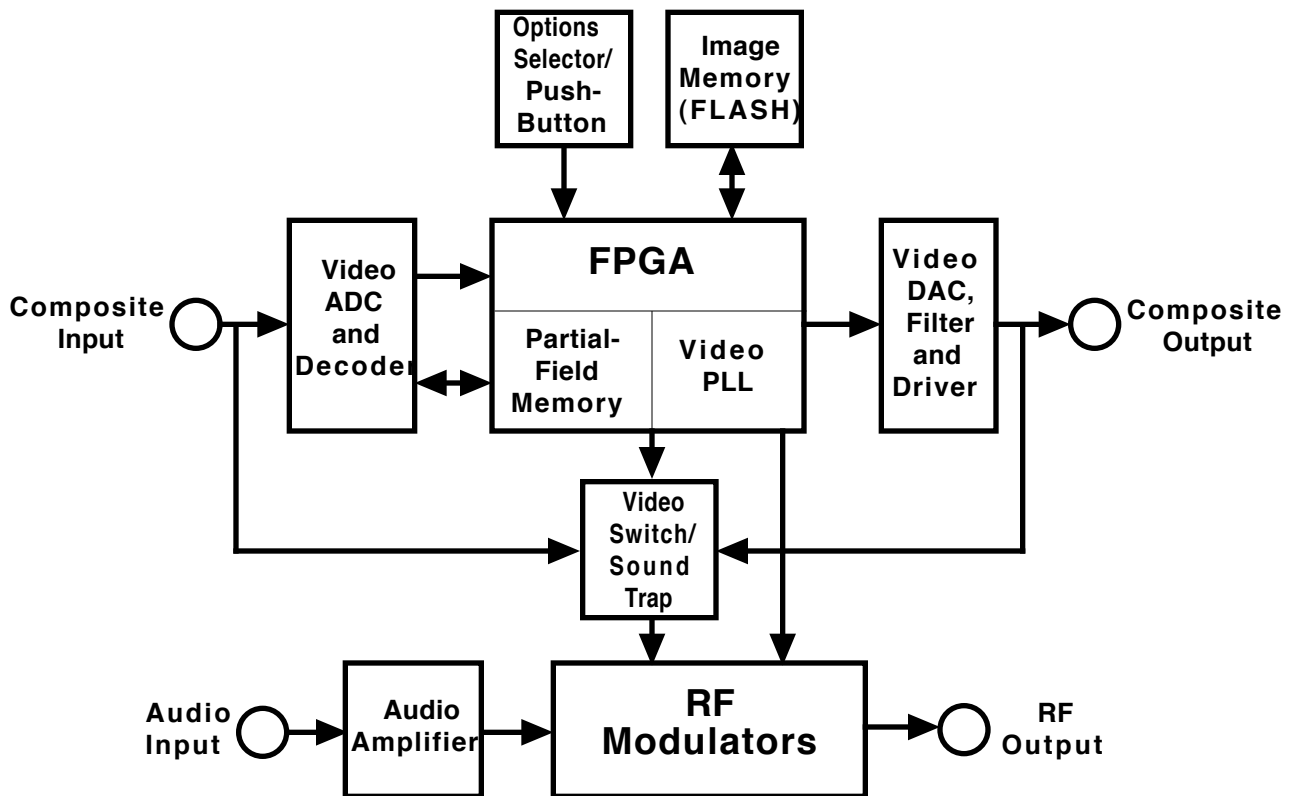 Options
Selector/
Push-
Button
Image
Memory
(FLASH)
Composite
Input
Video
ADC
and
Decoder
FPGA
Partial-
Field
Memory
Video
PLL
Video
DAC,
Filter
and
Driver
Composite
Output
Video
Switch/
Sound
Trap
Audio
Input
Audio
Amplifier
RF
Modulators
RF
Output